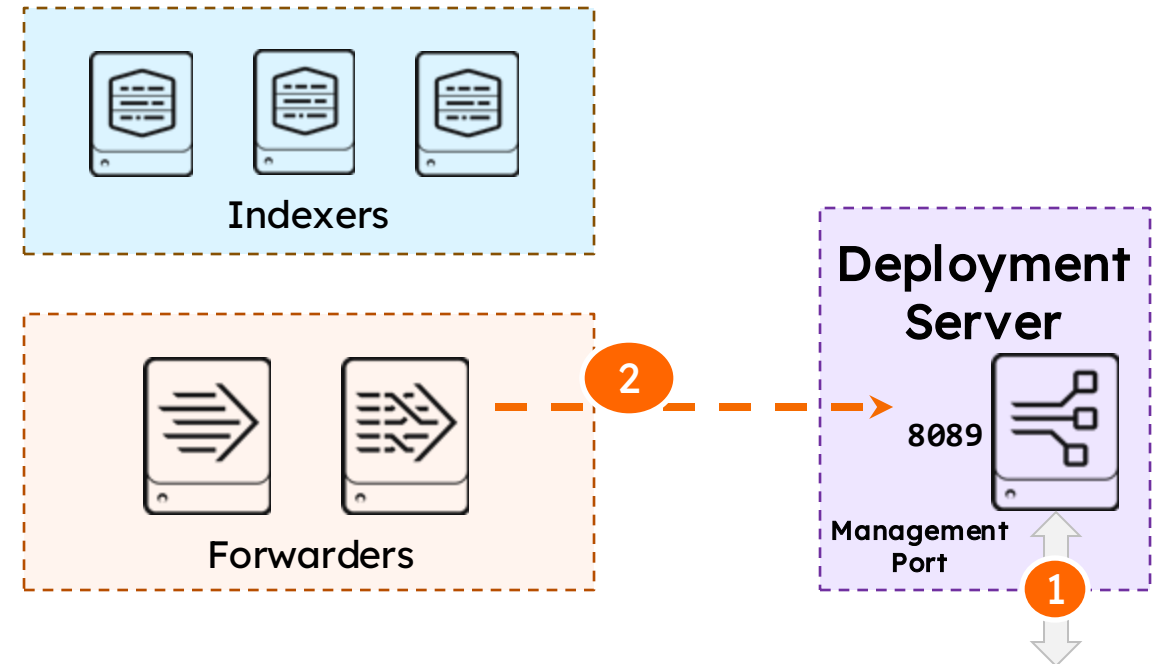 Indexers
Deployment
Server
2
8089
Forwarders
Management
Port
1